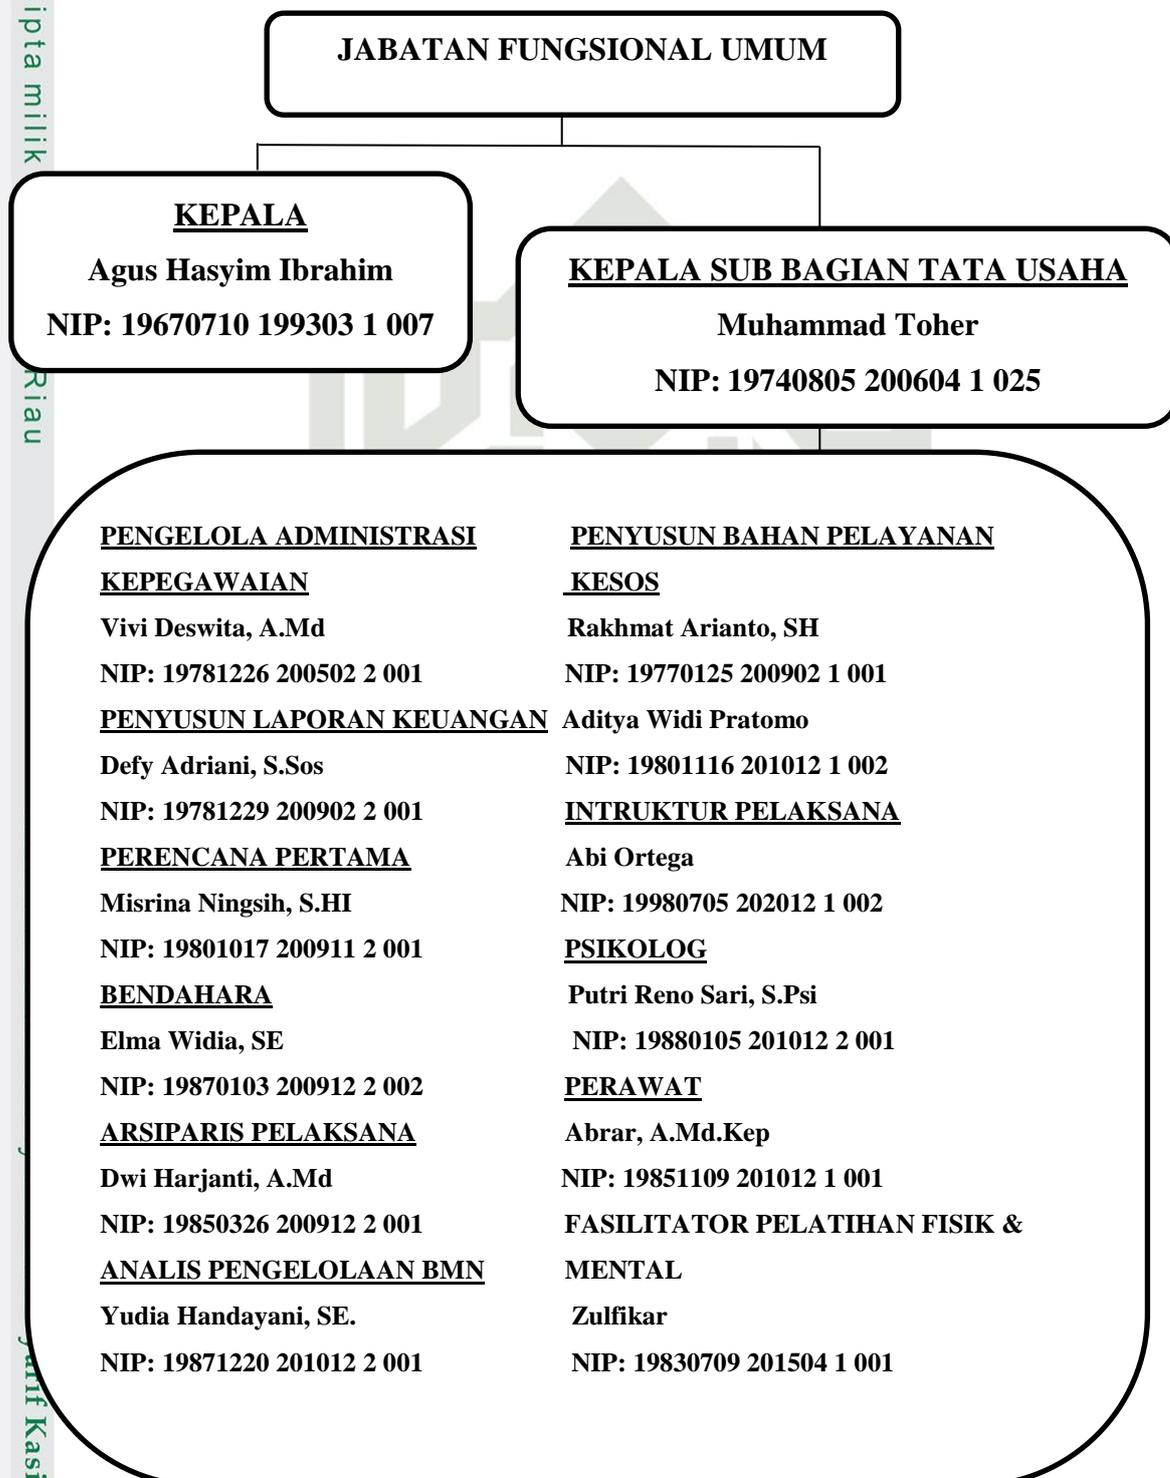 JABATAN FUNGSIONAL UMUM
KEPALA
Agus Hasyim Ibrahim
NIP: 19670710 199303 1 007
KEPALA SUB BAGIAN TATA USAHA
Muhammad Toher
NIP: 19740805 200604 1 025
PENGELOLA ADMINISTRASI
KEPEGAWAIAN
Vivi Deswita, A.Md
NIP: 19781226 200502 2 001
PENYUSUN LAPORAN KEUANGAN
Defy Adriani, S.Sos
NIP: 19781229 200902 2 001
PERENCANA PERTAMA
Misrina Ningsih, S.HI
NIP: 19801017 200911 2 001
BENDAHARA
Elma Widia, SE
NIP: 19870103 200912 2 002
ARSIPARIS PELAKSANA
Dwi Harjanti, A.Md
NIP: 19850326 200912 2 001
ANALIS PENGELOLAAN BMN
Yudia Handayani, SE.
NIP: 19871220 201012 2 001
PENYUSUN BAHAN PELAYANAN
KESOS
Rakhmat Arianto, SH
NIP: 19770125 200902 1 001
Aditya Widi Pratomo
NIP: 19801116 201012 1 002
INTRUKTUR PELAKSANA
Abi Ortega
NIP: 19980705 202012 1 002
PSIKOLOG
Putri Reno Sari, S.Psi
NIP: 19880105 201012 2 001
PERAWAT
Abrar, A.Md.Kep
NIP: 19851109 201012 1 001
FASILITATOR PELATIHAN FISIK &
MENTAL
Zulfikar
NIP: 19830709 201504 1 001
ipta milik
Riau